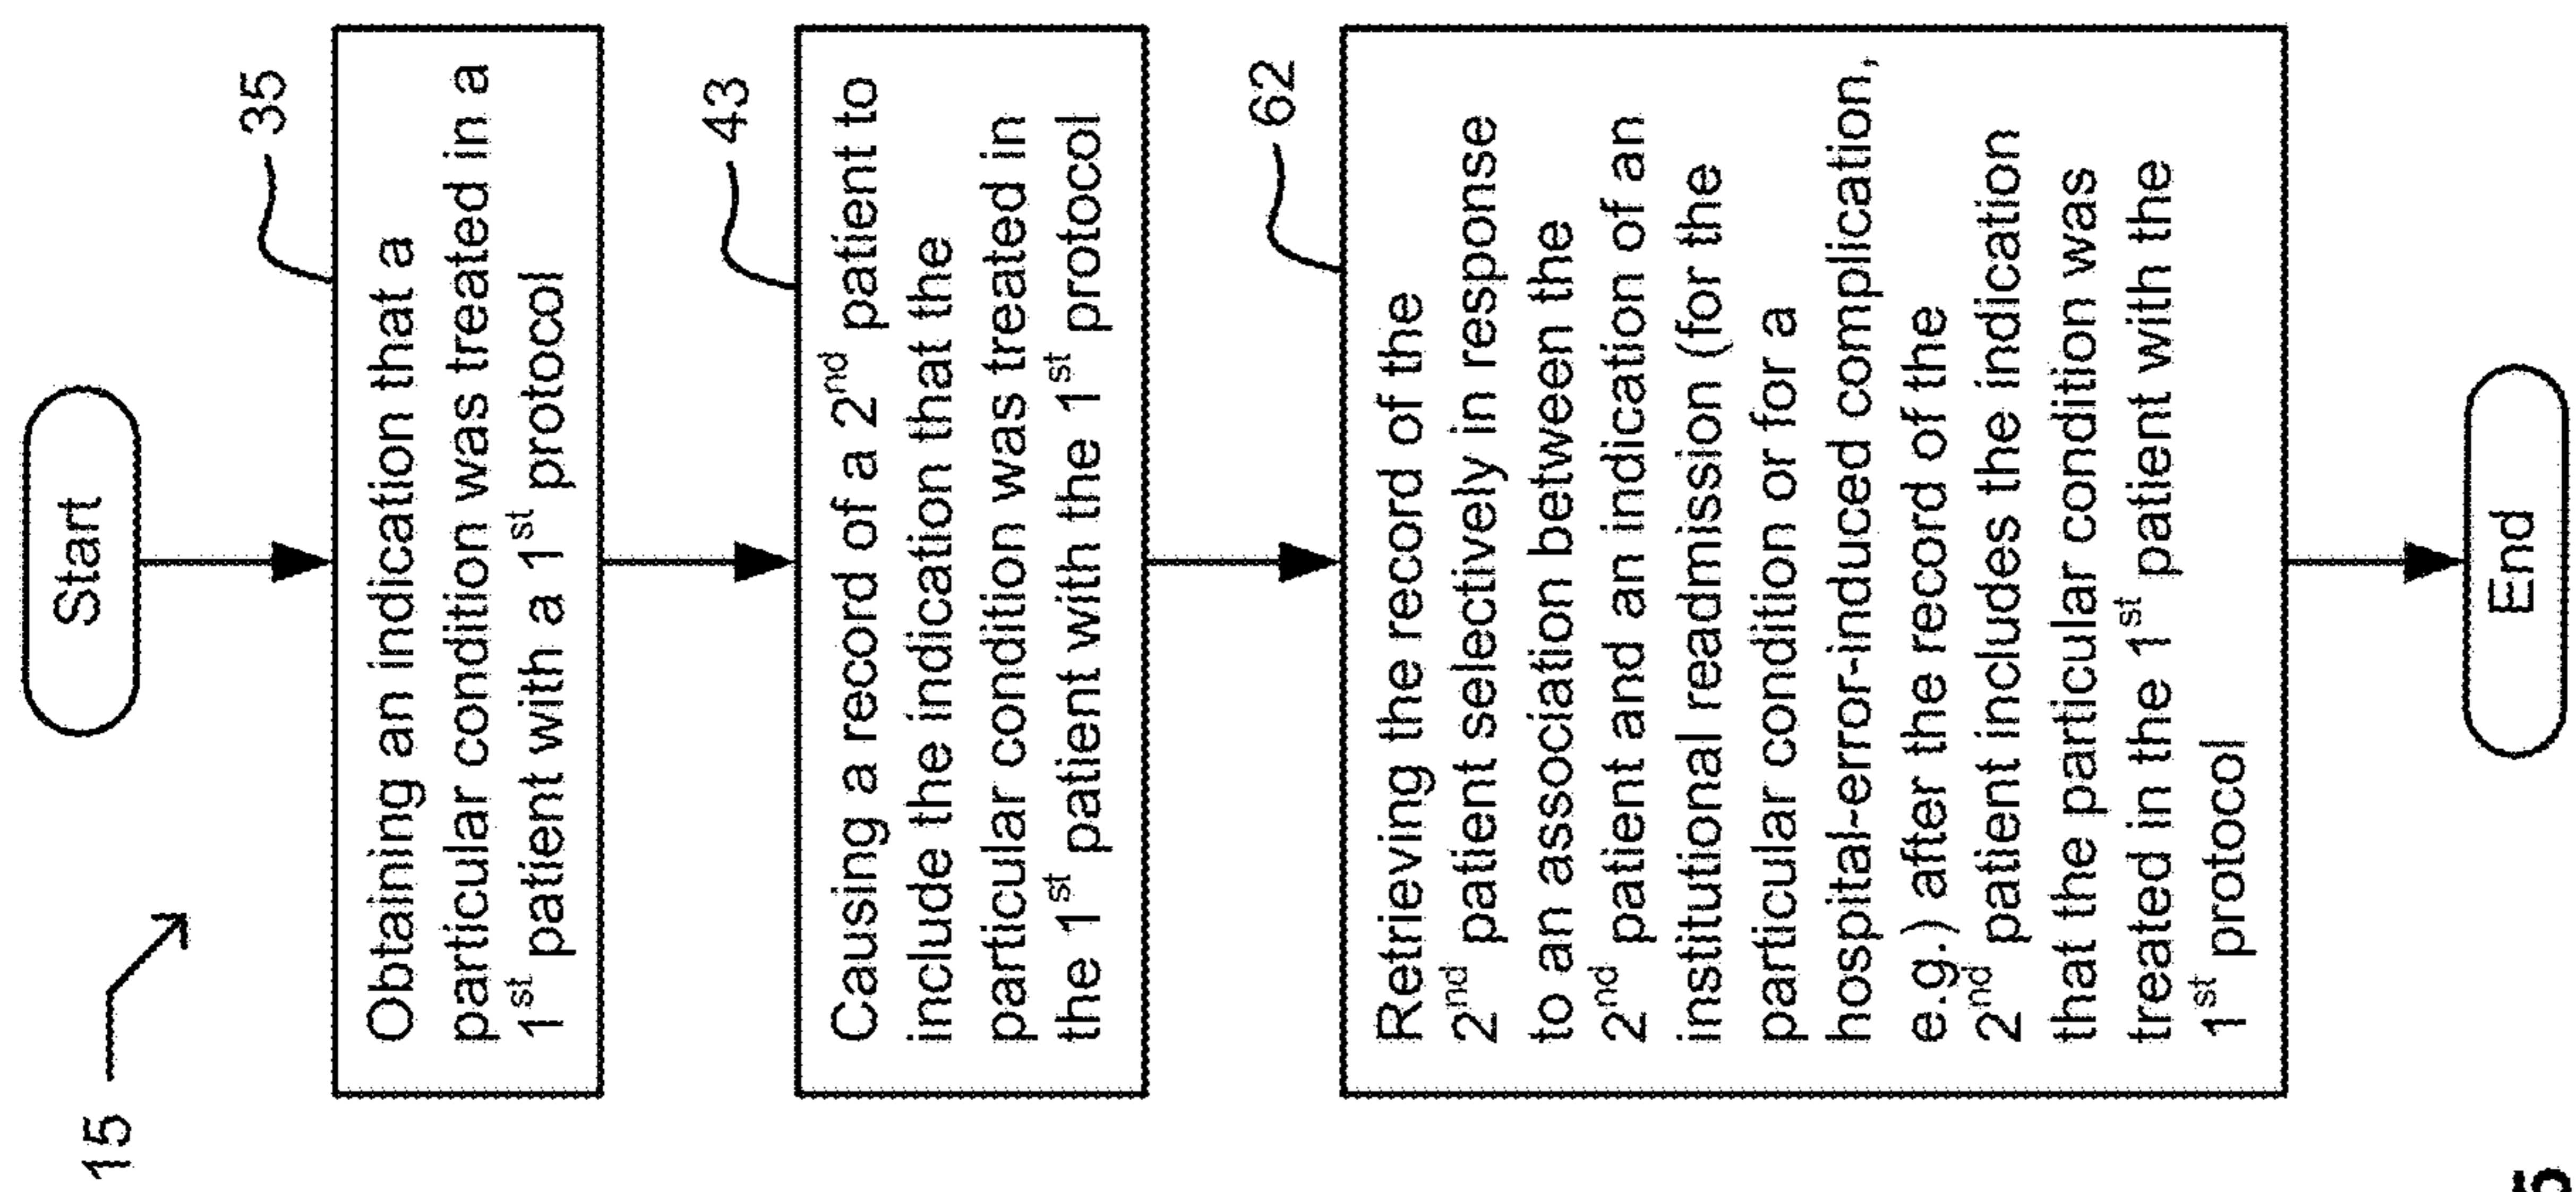 15
Start
35
Obtaining an indication that a
particular condition was treated in a
1st patient with a 1st protocol
43
Causing a record of a 2nd patient to
include the indication that the
particular condition was treated in
the 1st patient with the 1st protocol
62
Retrieving the record of the
2nd patient selectively in response
to an association between the
2nd patient and an indication of an
institutional readmission (for the
particular condition or for a
hospital-error-induced complication,
e.g.) after the record of the
2nd patient includes the indication
that the particular condition was
treated in the 1st patient with the
1st protocol
End